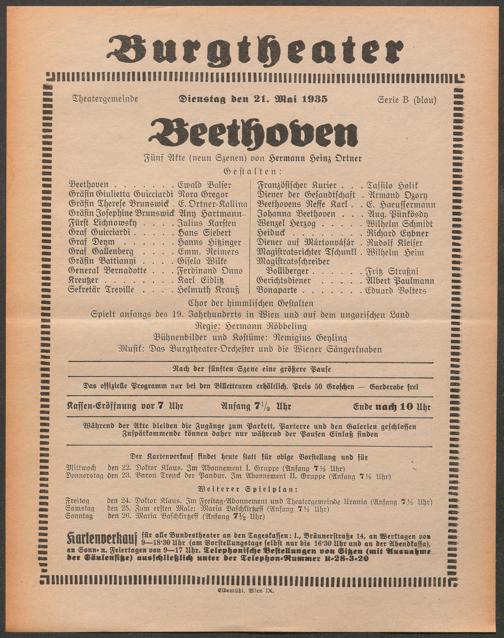 Burgtheater
Theatergemeinde Dienstag den 21. Mai 1935 Serie B (blau)
Beethoven
Fünf Akte (neun Szenen) von Hermann Heinz Ortner
Gestalten:
Beethoven . . . . . . . Ewald Balser
Gräfin Giulietta Guicciardi Nora Gregor
Gräfin Therese Brunswick . E. Ortner-Kallina
Gräfin Josephine Brunswick Any Hartmann
Fürst Lichnowsky . . . . Julius Karsten
Graf Guicciardi . . . . Hans Siebert
Graf Deym . . . . . Hanns Hitzinger
Graf Gallenberg . . . . Emm. Reimers
Gräfin Battianyi . . . . Gisela Wilke
General Bernadotte . . . Ferdinand Onno
Kreutzer . . . . . . Karl Eidlitz
Sekretär Treville . . . . Helmuth Krauß
Französischer Kurier . . . Tassilo Holik
Diener der Gesandtschaft . Armand Ozory
Beethovens Neffe Karl . . C. Haeussermann
Johanna Beethoven . . . Aug. Pünkösdy
Wenzel Herzog . . . . Wilhelm Schmidt
Heiduck . . . . . . Richard Eybner
Diener auf Mártonvásár . Rudolf Kleiser
Magistratsrichter Tschunkl . Wilhelm Heim
Magistratsschreiber
Bolliberger . . . . . Fritz Straßni
Gerichtsdiener . . . . Albert Paulmann
Bonaparte . . . . . . Eduard Volters
Chor der himmlischen Gestalten
Spielt anfangs des 19. Jahrhunderts in Wien und auf dem ungarischen Land
Regie: Hermann Röbbeling
Bühnenbilder und Kostüme: Remigius Geyling
Musik: Das Burgtheater-Orchester und die Wiener Sängerknaben
Nach der fünften Szene eine größere Pause
Das offizielle Programm nur bei den Billetteuren erhältlich. Preis 50 Groschen — Garderobe frei
Kassen-Eröffnung vor 7 Uhr Anfang 7½ Uhr Ende nach 10 Uhr
Während der Akte bleiben die Zugänge zum Parkett, Parterre und den Galerien geschlossen
Zuspätkommende können daher nur während der Pausen Einlaß finden
Der Kartenverkauf findet heute statt für obige Vorstellung und für
Mittwoch den 22. Doktor Klaus. Im Abonnement I. Gruppe (Anfang 7½ Uhr)
Donnerstag den 23. Baron Trenck der Pandur. Im Abonnement II. Gruppe (Anfang 7½ Uhr)
Weiterer Spielplan:
Freitag den 24. Doktor Klaus. Im Freitag-Abonnement und Theatergemeinde Urania (Anfang 7½ Uhr)
Samstag den 25. Zum ersten Male: Maria Baschkirtzeff (Anfang 7½ Uhr)
Sonntag den 26. Maria Baschkirtzeff (Anfang 7½ Uhr)
Kartenverkauf für alle Bundestheater an den Tageskassen: I., Bräunerstraße 14, an Werktagen von
9—18·30 Uhr (am Vorstellungstage selbst nur bis 16·30 Uhr und an der Abendkassa),
an Sonn- u. Feiertagen von 9—17 Uhr. Telephonische Bestellungen von Sitzen (mit Ausnahme
der Säulensitze) ausschließlich unter der Telephon-Nummer R-28-3-20
Elbemühl, Wien IX.